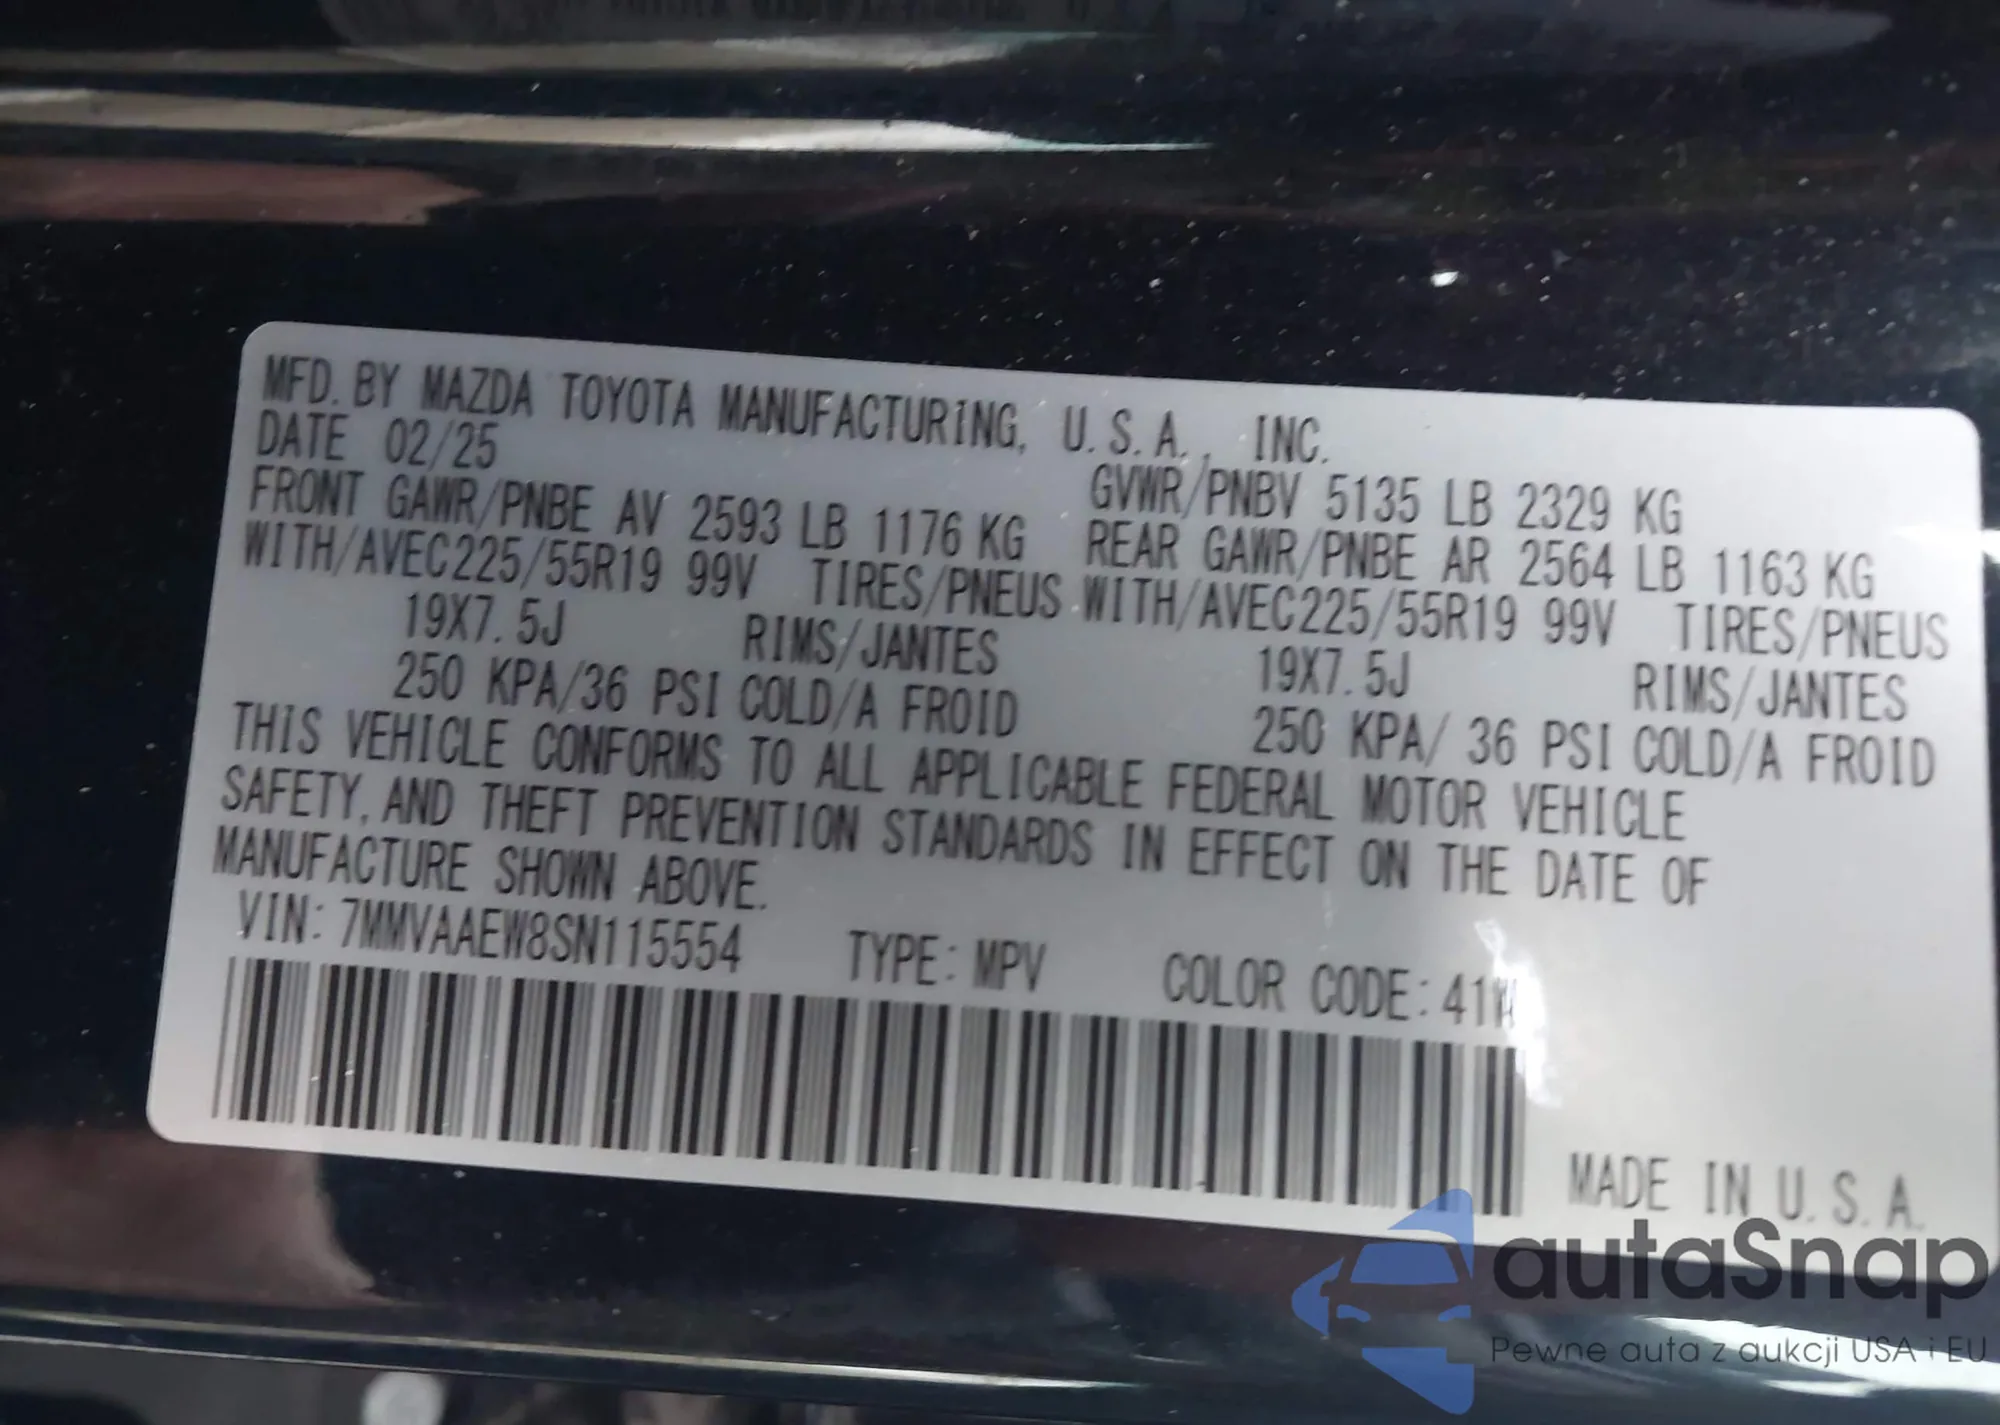 MFD. BY MAZDA TOYOTA MANUFACTURING, U.S.A., INC.
DATE 02/25 GVWR/PNBV 5135 LB 2329 KG
FRONT GAWR/PNBE AV 2593 LB 1176 KG REAR GAWR/PNBE AR 2564 LB 1163 KG
WITH/AVEC225/55R19 99V TIRES/PNEUS WITH/AVEC225/55R19 99V TIRES/PNEUS
19X7.5J RIMS/JANTES 19X7.5J RIMS/JANTES
250 KPA/36 PSI COLD/A FROID 250 KPA/ 36 PSI COLD/A FROID
THIS VEHICLE CONFORMS TO ALL APPLICABLE FEDERAL MOTOR VEHICLE
SAFETY, AND THEFT PREVENTION STANDARDS IN EFFECT ON THE DATE OF
MANUFACTURE SHOWN ABOVE.
VIN: 7MMVAAEW8SN115554 TYPE: MPV COLOR CODE: 41W
MADE IN U.S.A.
autaSnap
Pewne auta z aukcji USA i EU